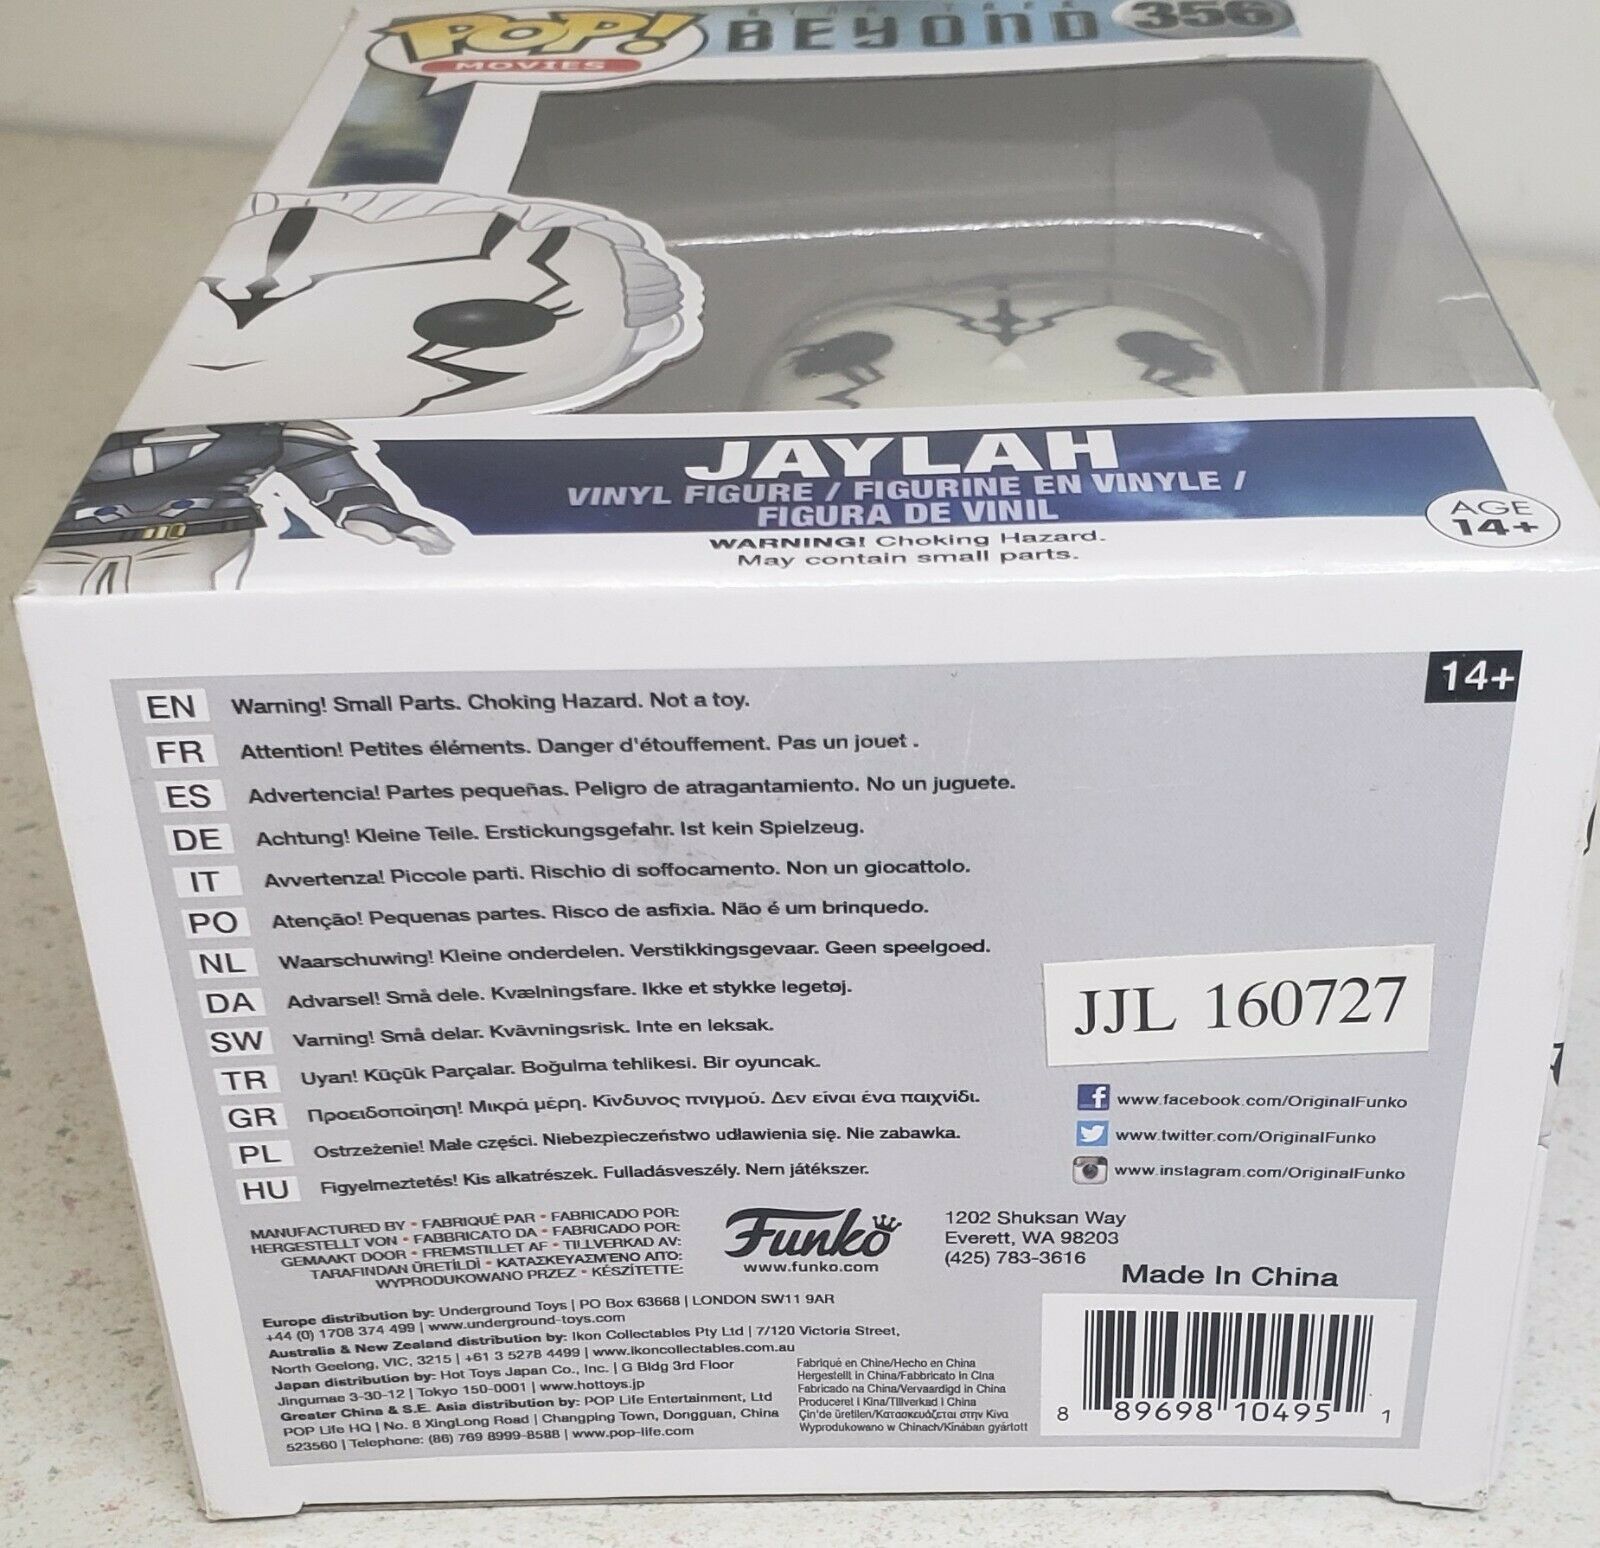 POP!
MOVIES
STAR TREK
BEYOND
356
JAYLAH
VINYL FIGURE / FIGURINE EN VINYLE /
FIGURA DE VINIL
WARNING! Choking Hazard.
May contain small parts.
AGE
14+
14+
EN Warning! Small Parts. Choking Hazard. Not a toy.
FR Attention! Petites éléments. Danger d'étouffement. Pas un jouet .
ES Advertencia! Partes pequeñas. Peligro de atragantamiento. No un juguete.
DE Achtung! Kleine Teile. Erstickungsgefahr. Ist kein Spielzeug.
IT Avvertenza! Piccole parti. Rischio di soffocamento. Non un giocattolo.
PO Atenção! Pequenas partes. Risco de asfixia. Não é um brinquedo.
NL Waarschuwing! Kleine onderdelen. Verstikkingsgevaar. Geen speelgoed.
DA Advarsel! Små dele. Kvælningsfare. Ikke et stykke legetøj.
SW Varning! Små delar. Kvävningsrisk. Inte en leksak.
TR Uyan! Küçük Parçalar. Boğulma tehlikesi. Bir oyuncak.
GR Προειδοποίηση! Μικρά μέρη. Κίνδυνος πνιγμού. Δεν είναι ένα παιχνίδι.
PL Ostrzeżenie! Małe części. Niebezpieczeństwo udławienia się. Nie zabawka.
HU Figyelmeztetés! Kis alkatrészek. Fulladásveszély. Nem játékszer.
JJL 160727
www.facebook.com/OriginalFunko
www.twitter.com/OriginalFunko
www.instagram.com/OriginalFunko
MANUFACTURED BY • FABRIQUÉ PAR • FABRICADO POR:
HERGESTELLT VON • FABBRICATO DA • FABRICADO POR:
GEMAAKT DOOR • FREMSTILLET AF • TILLVERKAD AV:
TARAFINDAN ÜRETİLDİ • ΚΑΤΑΣΚΕΥΑΣΜΈΝΟ ΑΠΌ:
WYPRODUKOWANO PRZEZ • KÉSZÍTETTE:
Funko
www.funko.com
1202 Shuksan Way
Everett, WA 98203
(425) 783-3616
Made In China
Europe distribution by: Underground Toys | PO Box 63668 | LONDON SW11 9AR
+44 (0) 1708 374 499 | www.underground-toys.com
Australia & New Zealand distribution by: Ikon Collectables Pty Ltd | 7/120 Victoria Street,
North Geelong, VIC, 3215 | +61 3 5278 4499 | www.ikoncollectables.com.au
Japan distribution by: Hot Toys Japan Co., Inc. | G Bldg 3rd Floor
Jingumae 3-30-12 | Tokyo 150-0001 | www.hottoys.jp
Greater China & S.E. Asia distribution by: POP Life Entertainment, Ltd
POP Life HQ | No. 8 XingLong Road | Changping Town, Dongguan, China
523560 | Telephone: (86) 769 8999-8588 | www.pop-life.com
Fabriqué en Chine/Hecho en China
Hergestellt in China/Fabbricato in Cina
Fabricado na China/Vervaardigd in China
Produceret i Kina/Tillverkad i China
Çin'de üretilen/Κατασκευάζεται στην Κίνα
Wyprodukowano w Chinach/Kínában gyártott
8 89698 10495 1